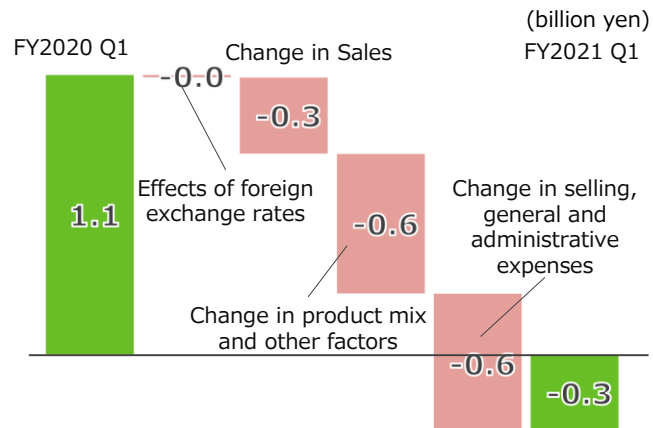 (billion yen)
FY2020 Q1
Change in Sales
FY2021 Q1
-0.0
-0.3
Effects of foreign
exchange rates
Change in selling,
general and
administrative
expenses
1.1
-0.6
Change in product mix
and other factors
-0.6
-0.3